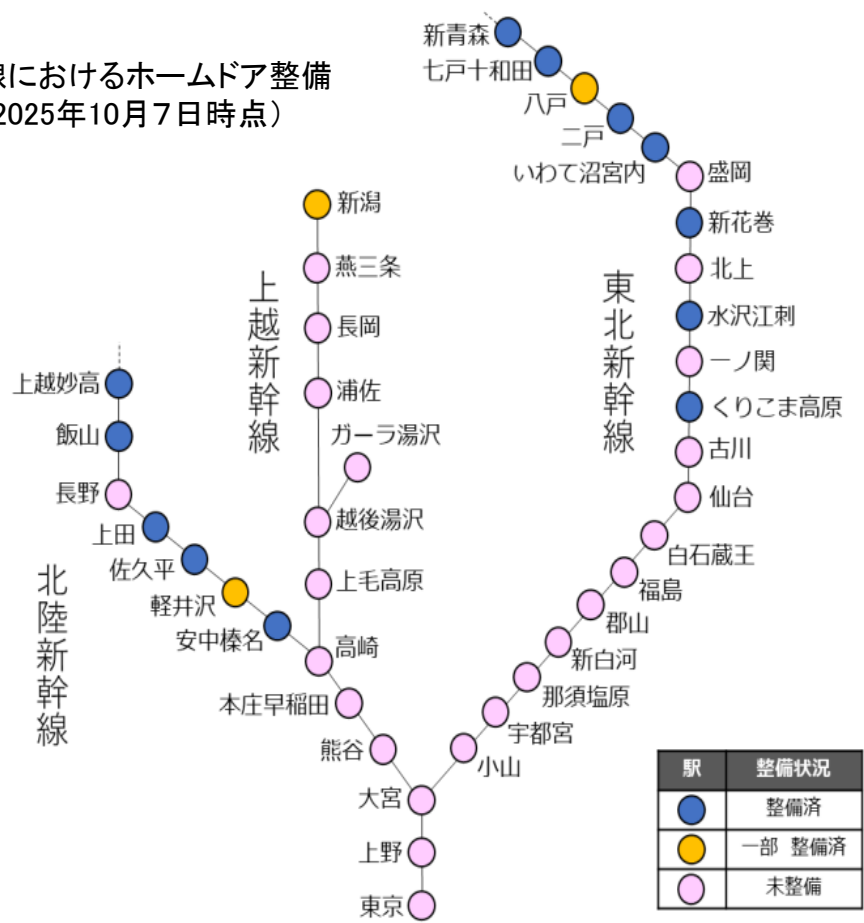 線におけるホームドア整備
2025年10月7日時点）
新青森
七戸十和田
八戸
二戸
いわて沼宮内
盛岡
新花巻
北上
水沢江刺
一ノ関
くりこま高原
古川
仙台
白石蔵王
福島
郡山
新白河
那須塩原
宇都宮
小山
東北新幹線
新潟
燕三条
長岡
浦佐
ガーラ湯沢
越後湯沢
上毛高原
高崎
上越新幹線
上越妙高
飯山
長野
上田
佐久平
軽井沢
安中榛名
北陸新幹線
本庄早稲田
熊谷
大宮
上野
東京
駅 整備状況
整備済
一部 整備済
未整備